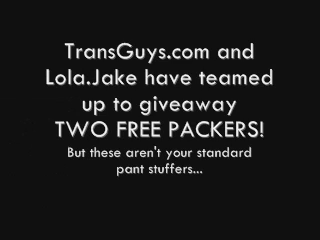 TransGuys.com and
Lola.Jake have teamed
up to giveaway
TWO FREE PACKERS!
But these aren't your standard
pant stuffers...